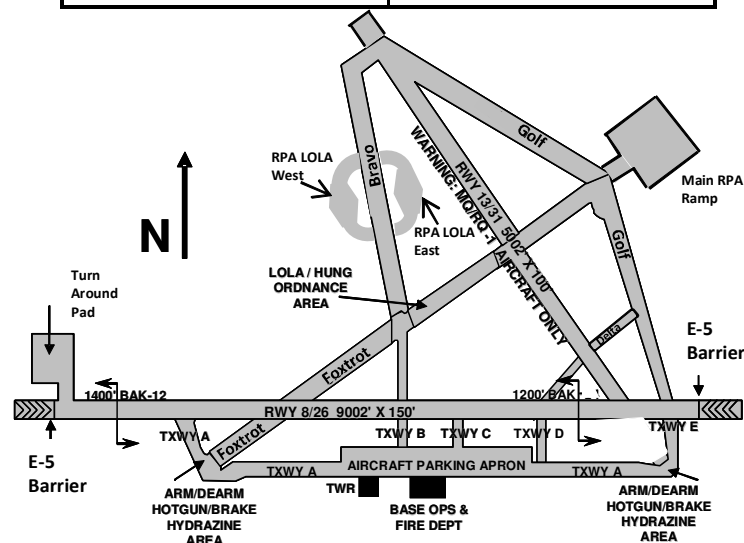 Golf
RPA LOLA
West
Bravo
RWY 13/31 5002' X 100'
WARNING: MQ/RQ-1 AIRCRAFT ONLY
Main RPA
Ramp
N
RPA LOLA
East
Golf
LOLA / HUNG
ORDNANCE
AREA
Turn
Around
Pad
Delta
E-5
Barrier
Foxtrot
1400' BAK-12
1200' BAK
RWY 8/26 9002' X 150'
TXWY A
Foxtrot
TXWY B
TXWY C
TXWY D
TXWY E
E-5
Barrier
TXWY A
AIRCRAFT PARKING APRON
TXWY A
ARM/DEARM
HOTGUN/BRAKE
HYDRAZINE
AREA
TWR
BASE OPS &
FIRE DEPT
ARM/DEARM
HOTGUN/BRAKE
HYDRAZINE
AREA